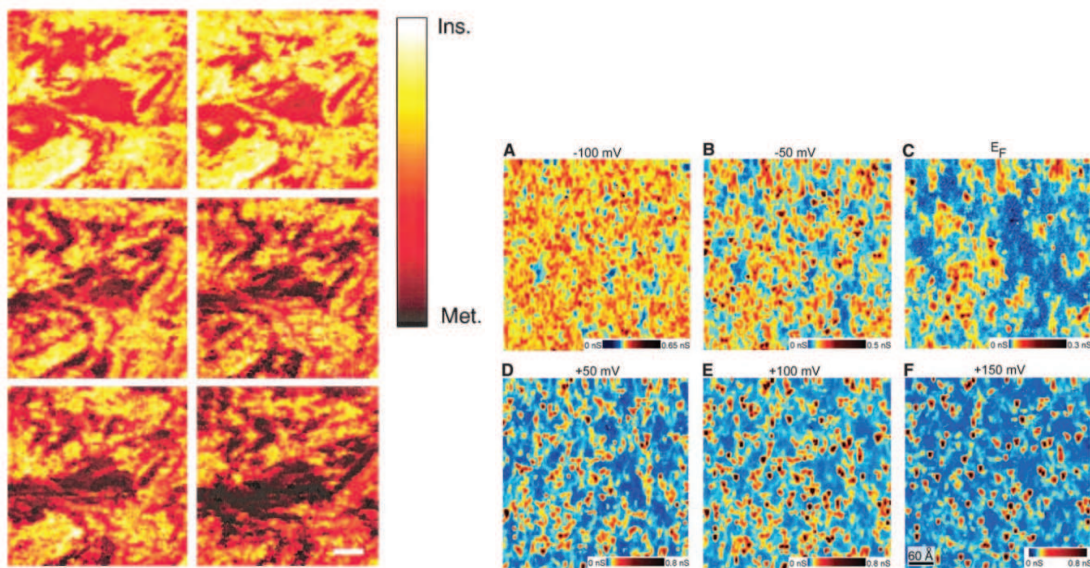 Ins.
Met.
A -100 mV
B -50 mV
C E_F
0 nS 0.65 nS
0 nS 0.5 nS
0 nS 0.3 nS
D +50 mV
E +100 mV
F +150 mV
0 nS 0.8 nS
0 nS 0.8 nS
60 Å 0 nS 0.8 nS